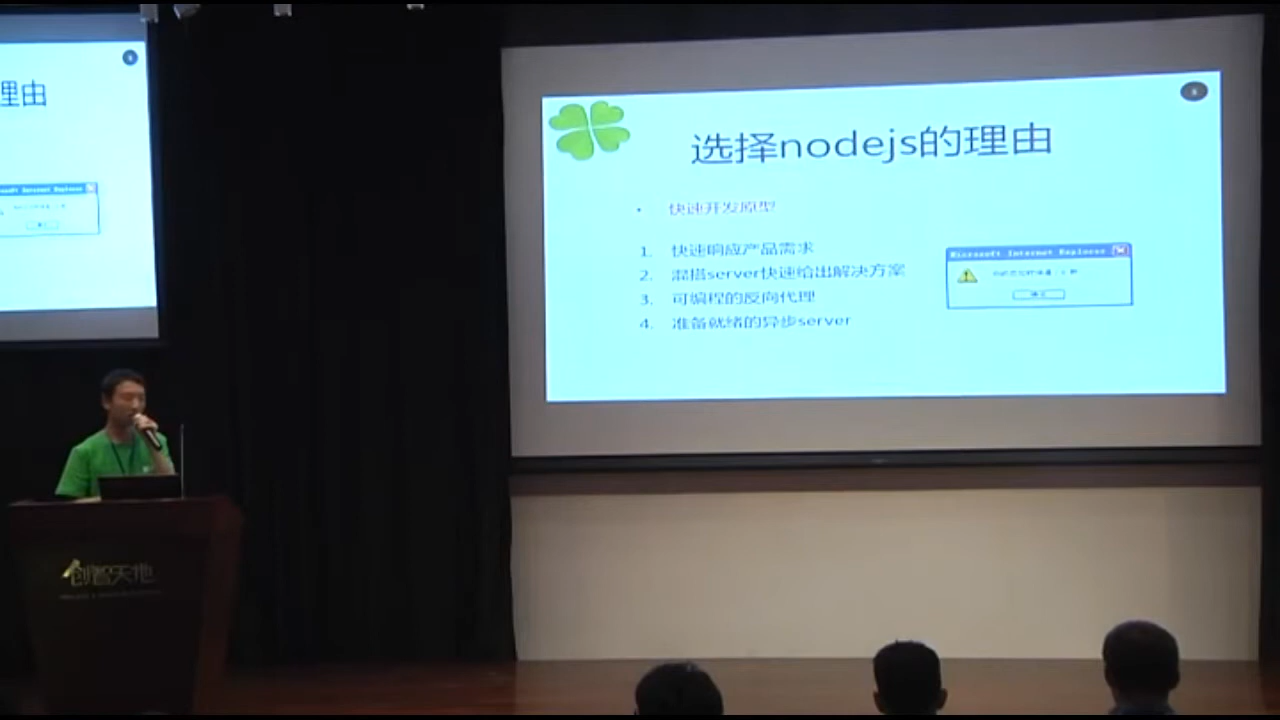 理由
选择nodejs的理由
快速开发原型
1. 快速响应产品需求
2. 混搭server快速给出解决方案
3. 可编程的反向代理
4. 准备就绪的异步server
Microsoft Internet Explorer
确定
创智天地